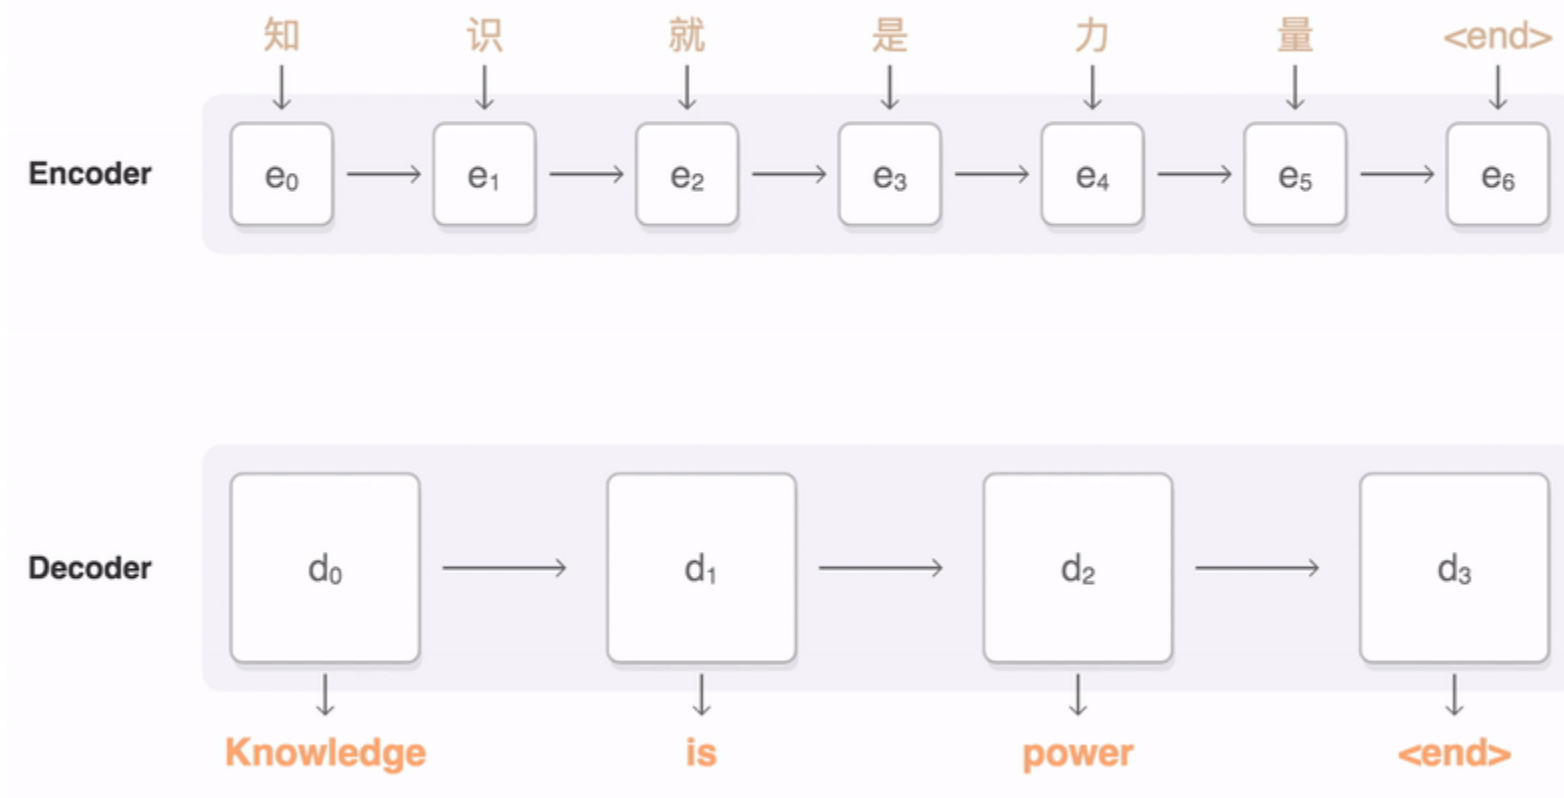 知 识 就 是 力 量 <end>
Encoder e₀ e₁ e₂ e₃ e₄ e₅ e₆
Decoder d₀ d₁ d₂ d₃
Knowledge is power <end>